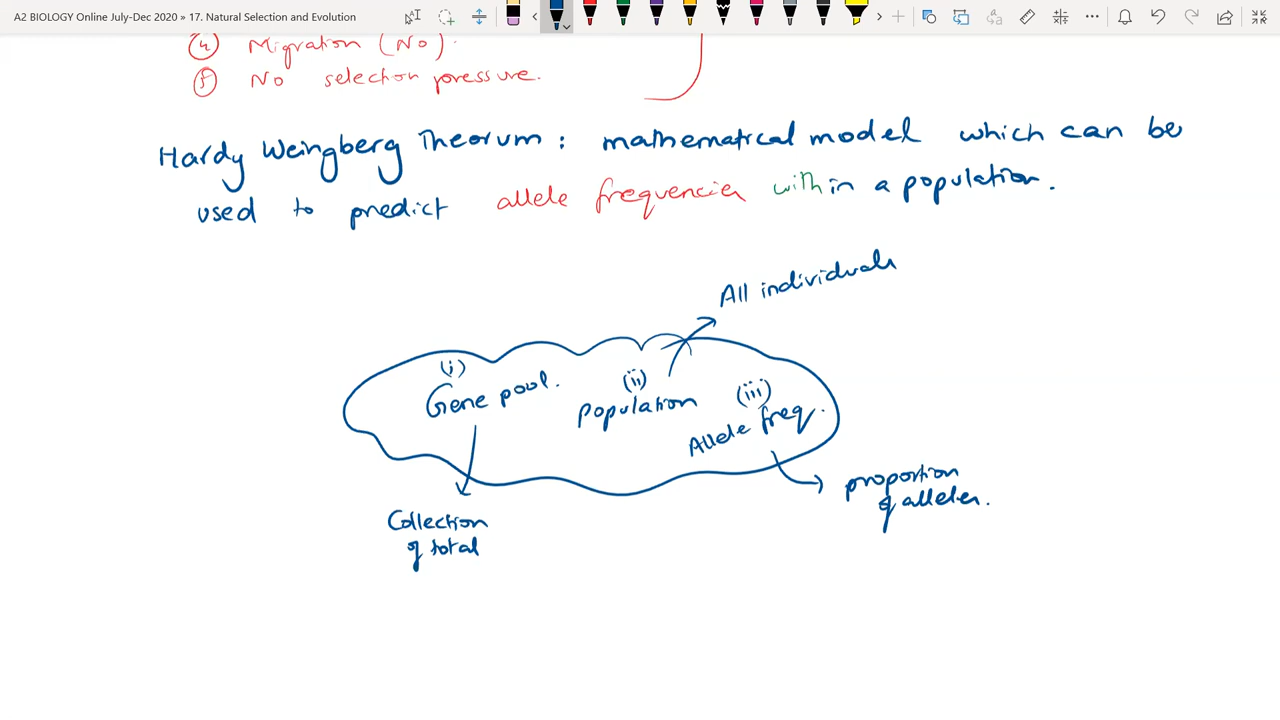 A2 BIOLOGY Online July-Dec 2020 » 17. Natural Selection and Evolution
(4) Migration (No).
(5) No selection pressure.
Hardy Weingberg Theorum : mathematical model which can be
used to predict allele frequencies within a population.
All individuals
(i)
Gene pool.
(ii)
population
(iii)
Allele freq.
proportion
of alleles.
Collection
of total